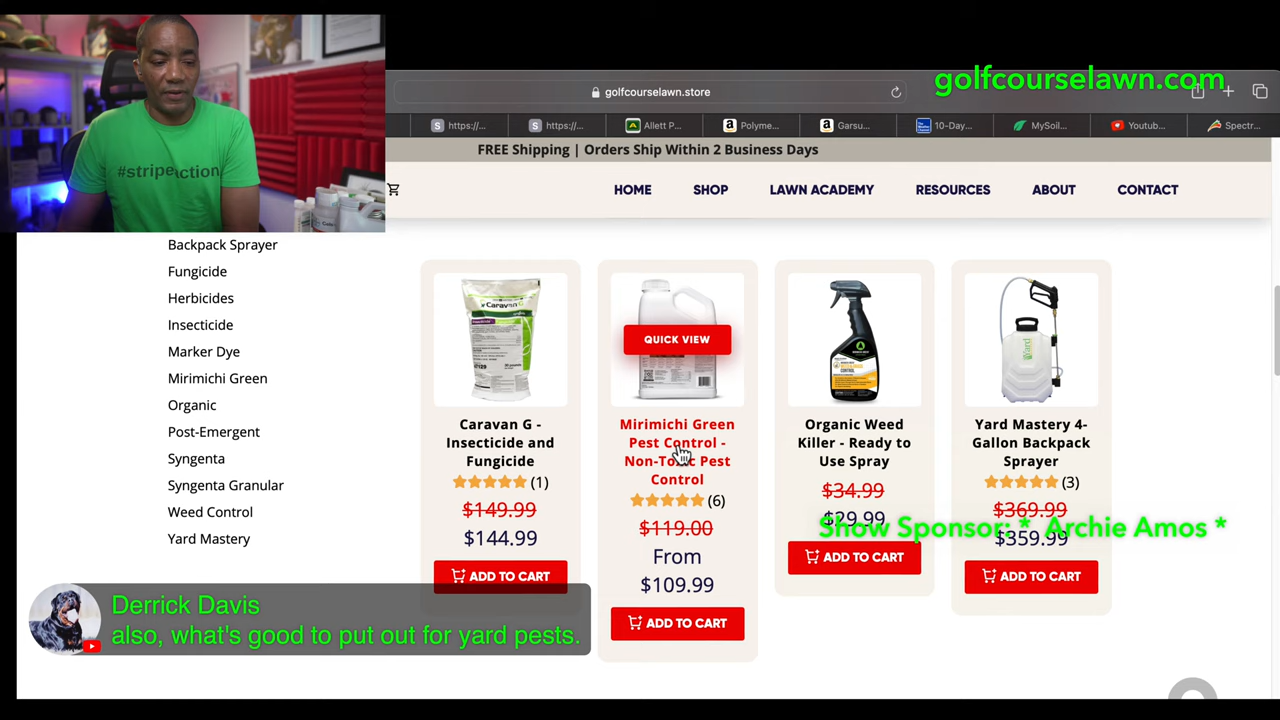 #stripeaction
golfcourselawn.store
golfcourselawn.com
https://...
https://...
Allett P...
Polyme...
Garsu...
10-Day...
MySoil...
Youtub...
Spectr...
FREE Shipping | Orders Ship Within 2 Business Days
HOME
SHOP
LAWN ACADEMY
RESOURCES
ABOUT
CONTACT
Backpack Sprayer
Fungicide
Herbicides
Insecticide
Marker Dye
Mirimichi Green
Organic
Post-Emergent
Syngenta
Syngenta Granular
Weed Control
Yard Mastery
Caravan G
Caravan G -
Insecticide and
Fungicide
(1)
$149.99
$144.99
ADD TO CART
QUICK VIEW
Mirimichi Green
Pest Control -
Non-Toxic Pest
Control
(6)
$119.00
From
$109.99
ADD TO CART
Organic Weed
Killer - Ready to
Use Spray
$34.99
$29.99
ADD TO CART
Yard Mastery 4-
Gallon Backpack
Sprayer
(3)
$369.99
$359.99
ADD TO CART
Show Sponsor: * Archie Amos *
Derrick Davis
also, what's good to put out for yard pests.